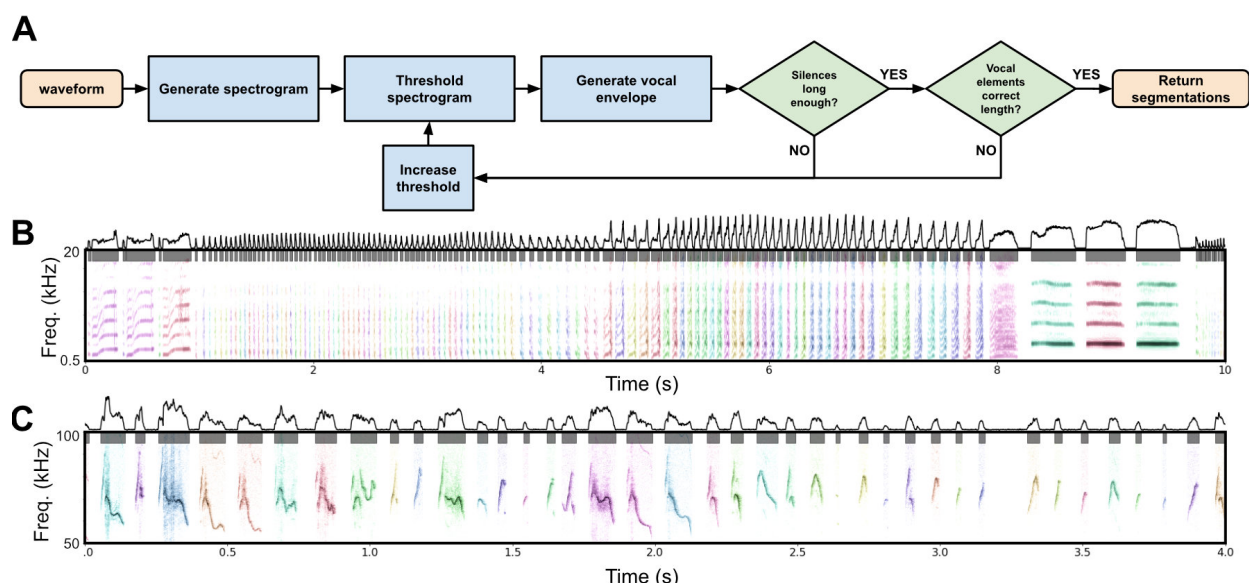 A
waveform
Generate spectrogram
Threshold
spectrogram
Generate vocal
envelope
Silences
long
enough?
YES
Vocal
elements
correct
length?
YES
Return
segmentations
NO
NO
Increase
threshold
B
20
Freq. (kHz)
0.5
0
2
4
6
8
10
Time (s)
C
100
Freq. (kHz)
50
.0
0.5
1.0
1.5
2.0
2.5
3.0
3.5
4.0
Time (s)